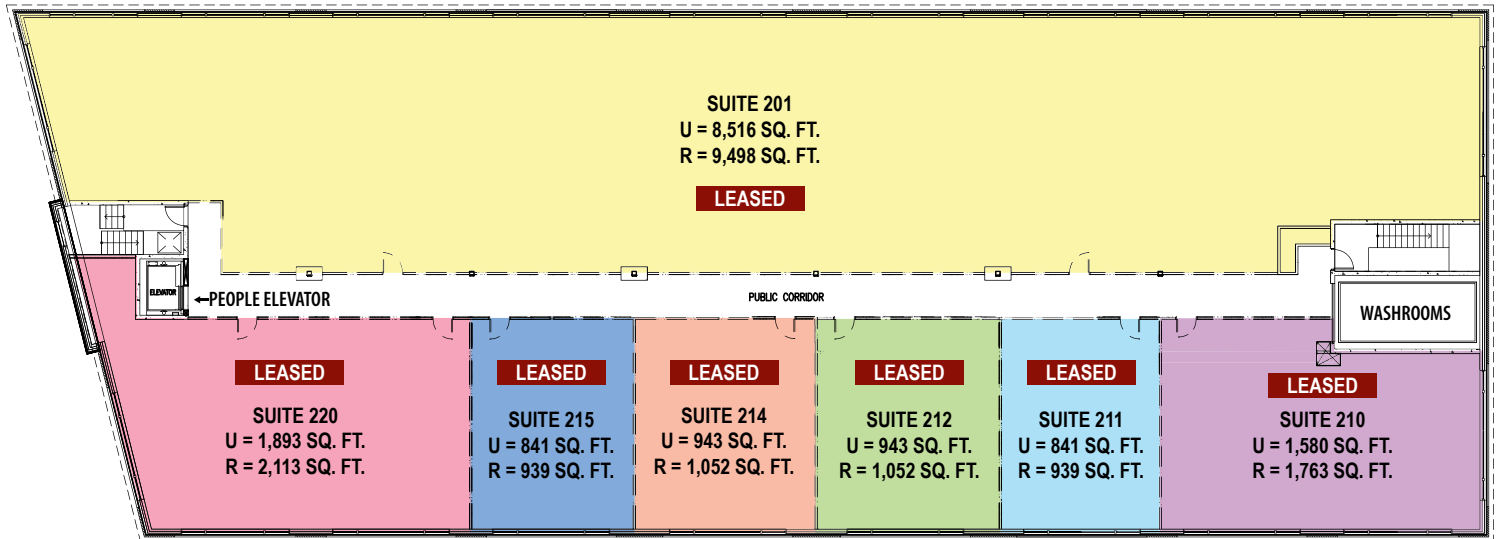 SUITE 201
U = 8,516 SQ. FT.
R = 9,498 SQ. FT.
LEASED
ELEVATOR
←PEOPLE ELEVATOR
PUBLIC CORRIDOR
WASHROOMS
LEASED
SUITE 220
U = 1,893 SQ. FT.
R = 2,113 SQ. FT.
LEASED
SUITE 215
U = 841 SQ. FT.
R = 939 SQ. FT.
LEASED
SUITE 214
U = 943 SQ. FT.
R = 1,052 SQ. FT.
LEASED
SUITE 212
U = 943 SQ. FT.
R = 1,052 SQ. FT.
LEASED
SUITE 211
U = 841 SQ. FT.
R = 939 SQ. FT.
LEASED
SUITE 210
U = 1,580 SQ. FT.
R = 1,763 SQ. FT.